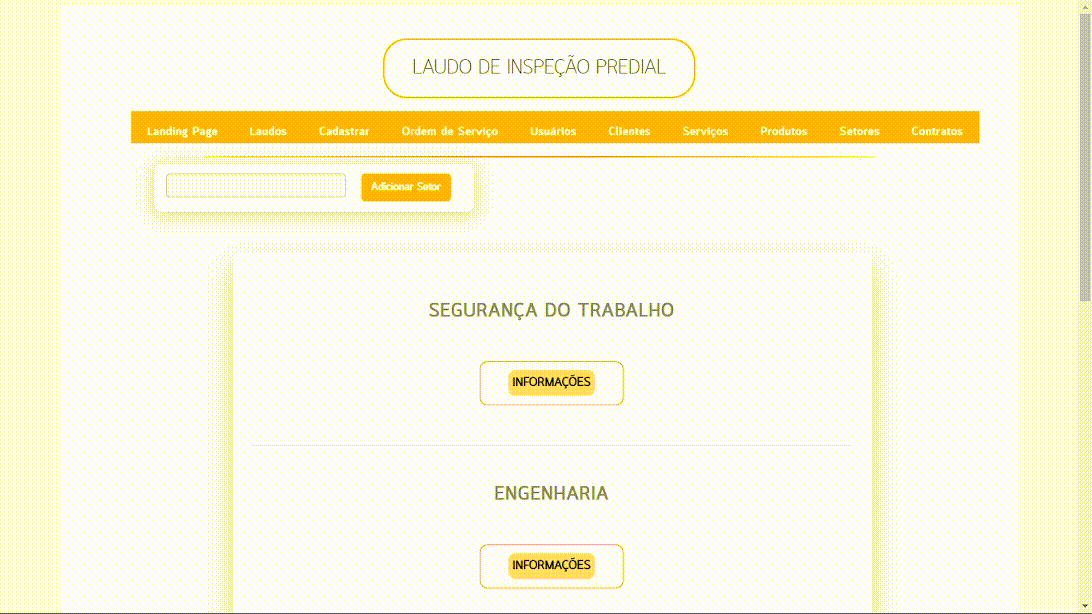 LAUDO DE INSPEÇÃO PREDIAL
Landing Page Laudos Cadastrar Ordem de Serviço Usuários Clientes Serviços Produtos Setores Contratos
Adicionar Setor
SEGURANÇA DO TRABALHO
INFORMAÇÕES
ENGENHARIA
INFORMAÇÕES